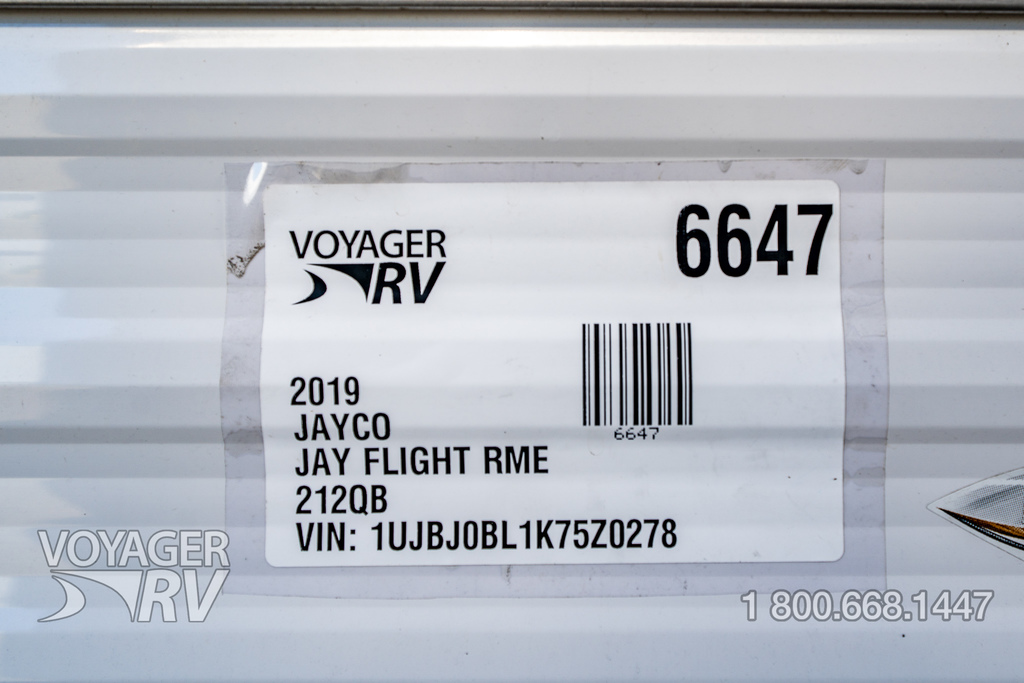 VOYAGER
RV
6647
6647
2019
JAYCO
JAY FLIGHT RME
212QB
VIN: 1UJBJ0BL1K75Z0278
VOYAGER
RV
1 800.668.1447